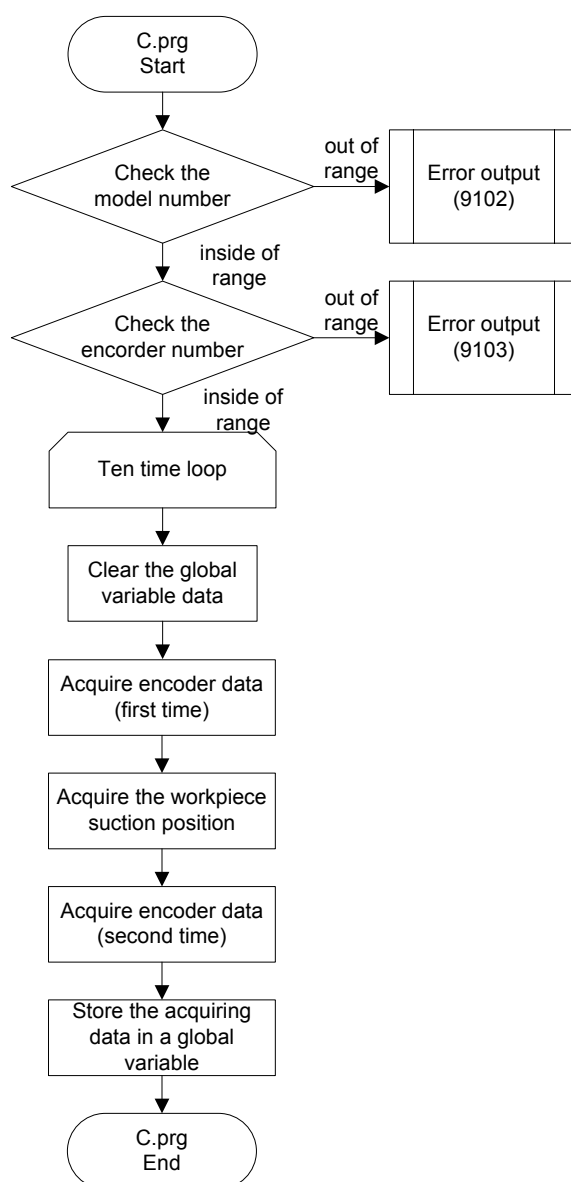 C.prg
Start
Check the
model number
out of
range
Error output
(9102)
inside of
range
Check the
encorder number
out of
range
Error output
(9103)
inside of
range
Ten time loop
Clear the global
variable data
Acquire encoder data
(first time)
Acquire the workpiece
suction position
Acquire encoder data
(second time)
Store the acquiring
data in a global
variable
C.prg
End